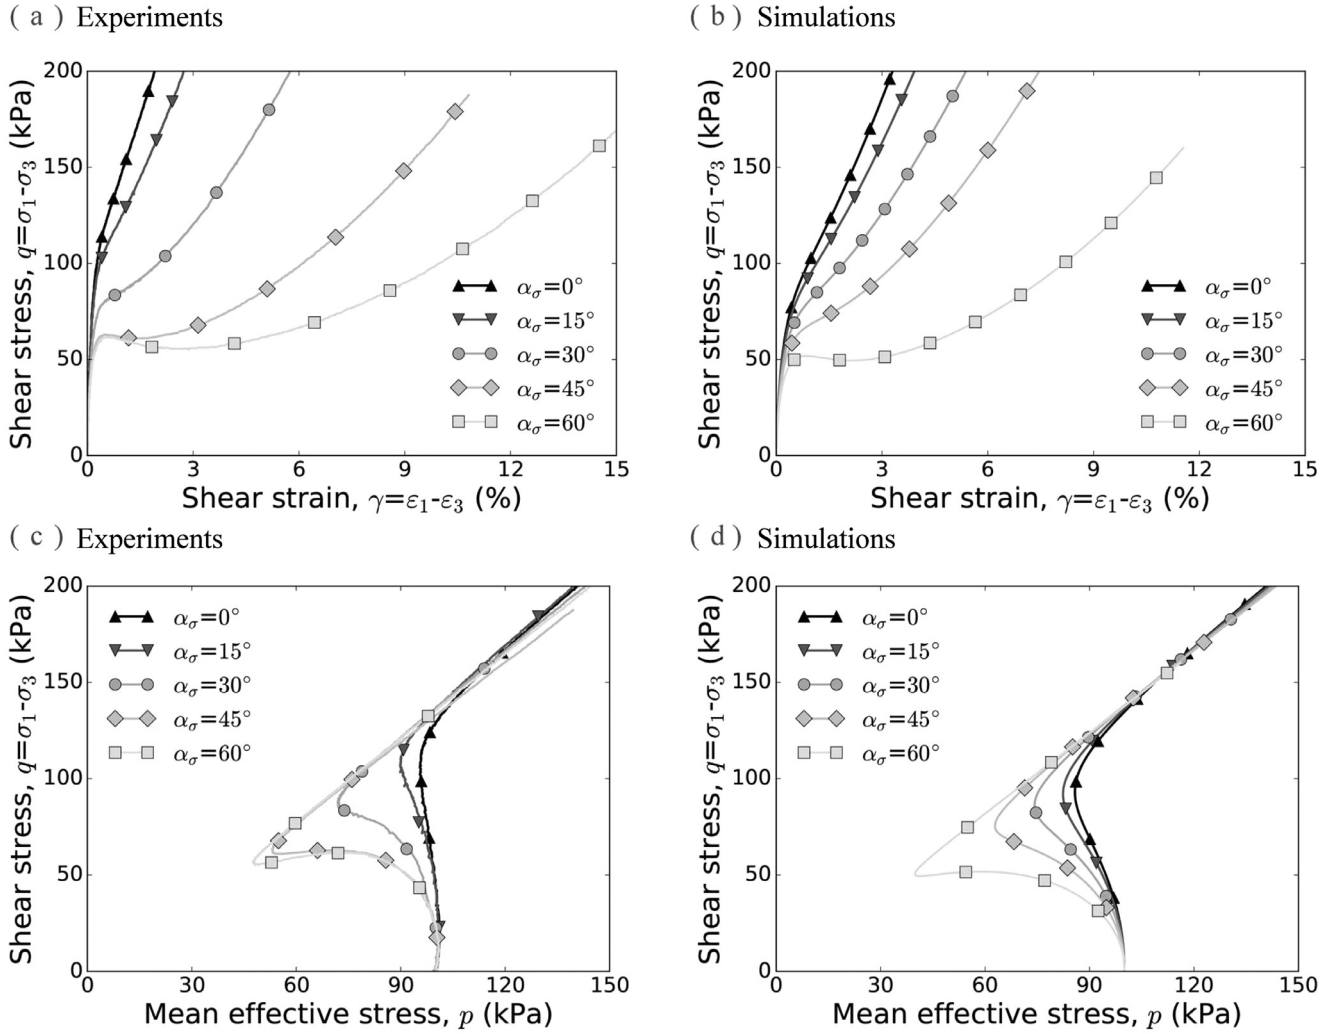 (a) Experiments
200
150
100
50
0
0 3 6 9 12 15
Shear stress, q=σ₁-σ₃ (kPa)
Shear strain, γ=ε₁-ε₃ (%)
α_σ=0°
α_σ=15°
α_σ=30°
α_σ=45°
α_σ=60°
(b) Simulations
200
150
100
50
0
0 3 6 9 12 15
Shear stress, q=σ₁-σ₃ (kPa)
Shear strain, γ=ε₁-ε₃ (%)
α_σ=0°
α_σ=15°
α_σ=30°
α_σ=45°
α_σ=60°
(c) Experiments
200
150
100
50
0
0 30 60 90 120 150
Shear stress, q=σ₁-σ₃ (kPa)
Mean effective stress, p (kPa)
α_σ=0°
α_σ=15°
α_σ=30°
α_σ=45°
α_σ=60°
(d) Simulations
200
150
100
50
0
0 30 60 90 120 150
Shear stress, q=σ₁-σ₃ (kPa)
Mean effective stress, p (kPa)
α_σ=0°
α_σ=15°
α_σ=30°
α_σ=45°
α_σ=60°